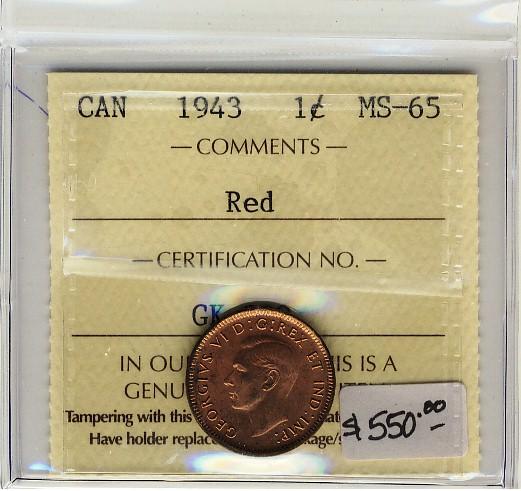 CAN 1943 1¢ MS-65
— COMMENTS —
Red
— CERTIFICATION NO. —
GK
GEORGIVS VI D:G:REX ET IND:IMP:
IN OU IS IS A
GENU
Tampering with this
Have holder replac kage/s
$550.00